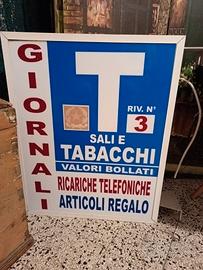 GIORNALI
T
RIV. N°
3
SALI E
TABACCHI
VALORI BOLLATI
RICARICHE TELEFONICHE
ARTICOLI REGALO